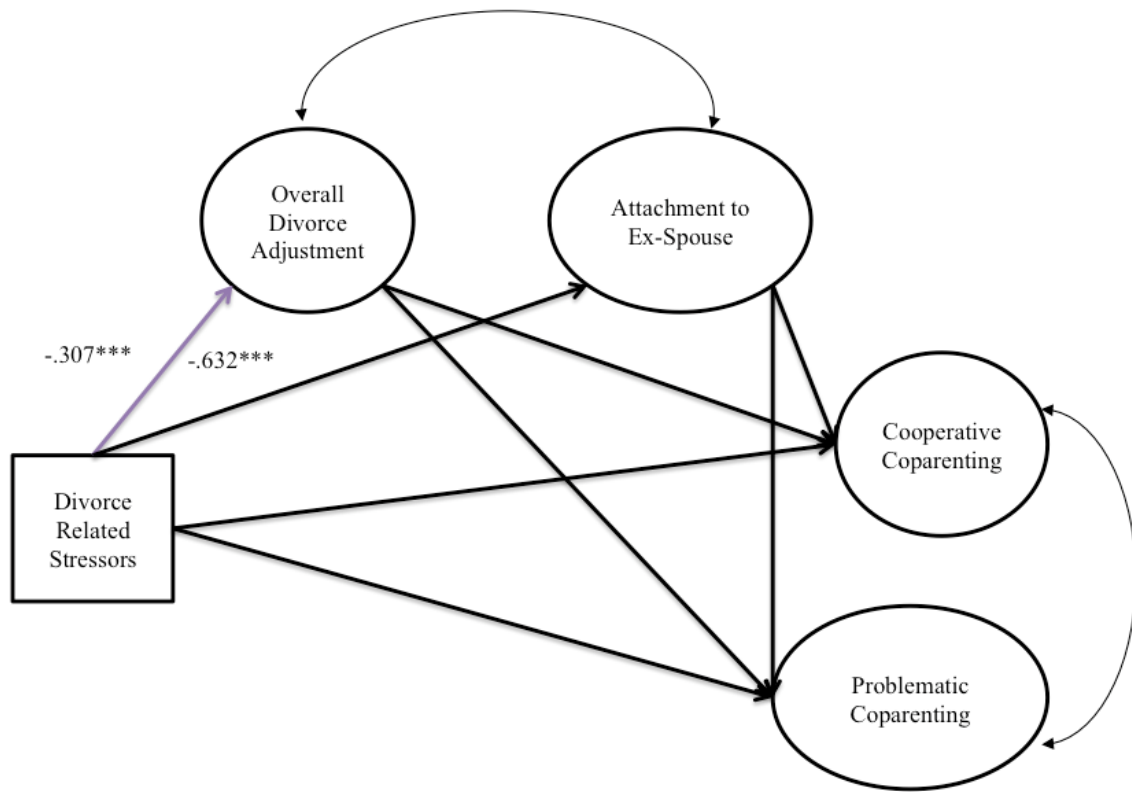 Overall
Divorce
Adjustment
Attachment to
Ex-Spouse
-.307***
-.632***
Cooperative
Coparenting
Divorce
Related
Stressors
Problematic
Coparenting